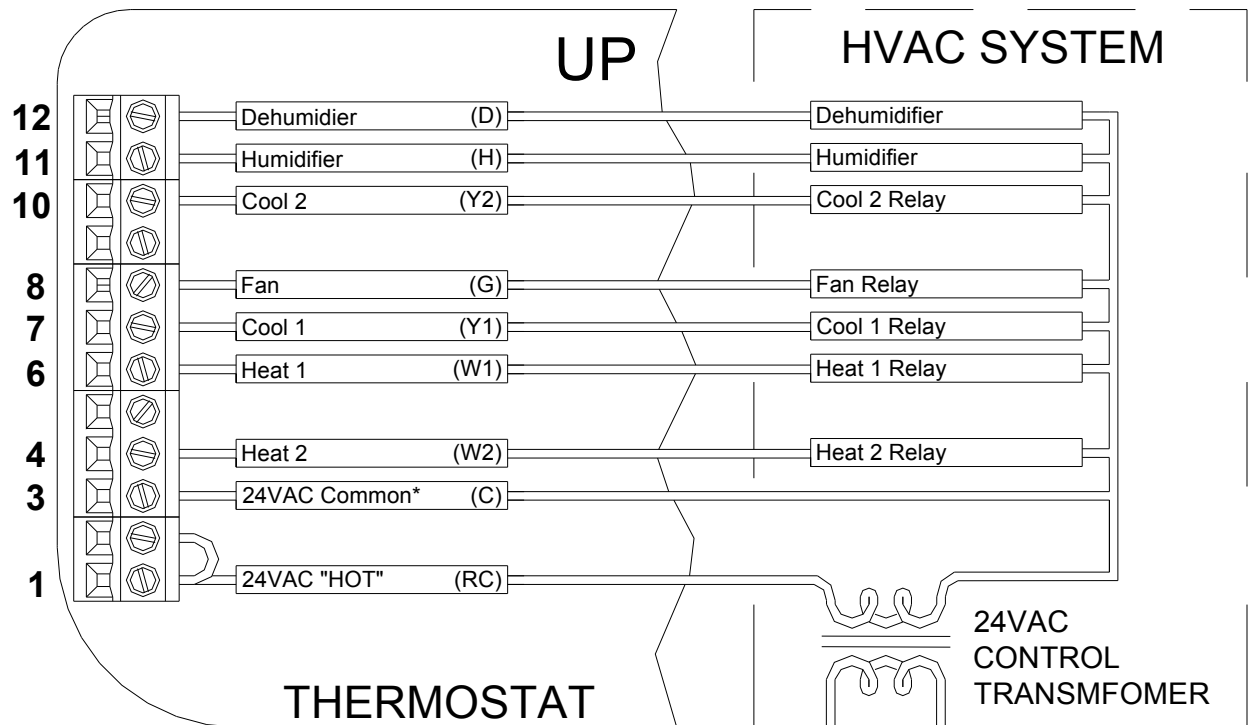 UP
HVAC SYSTEM
12 Dehumidier (D) Dehumidifier
11 Humidifier (H) Humidifier
10 Cool 2 (Y2) Cool 2 Relay
8 Fan (G) Fan Relay
7 Cool 1 (Y1) Cool 1 Relay
6 Heat 1 (W1) Heat 1 Relay
4 Heat 2 (W2) Heat 2 Relay
3 24VAC Common* (C)
1 24VAC "HOT" (RC)
24VAC
CONTROL
TRANSMFOMER
THERMOSTAT